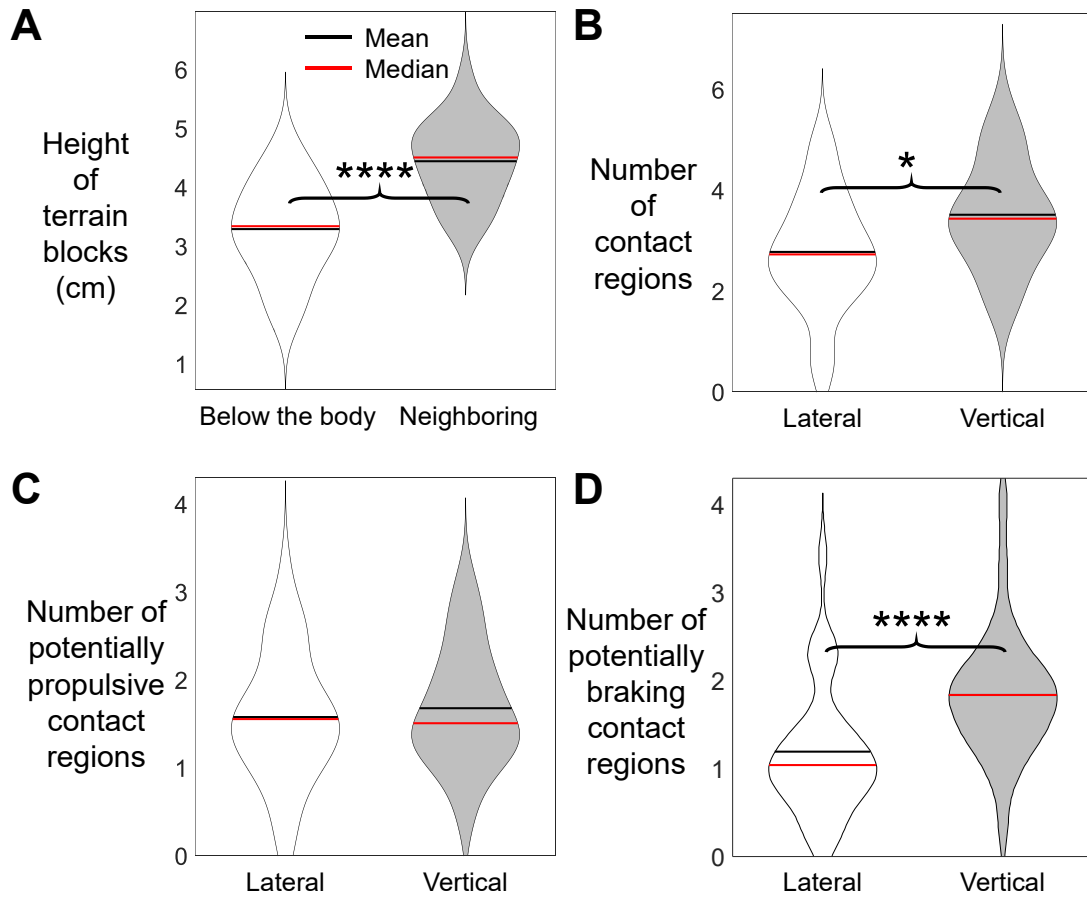 A
Mean
Median
Height
of
terrain
blocks
(cm)
6
5
4
3
2
1
****
Below the body
Neighboring
B
Number
of
contact
regions
6
4
2
0
*
Lateral
Vertical
C
Number of
potentially
propulsive
contact
regions
4
3
2
1
0
Lateral
Vertical
D
Number of
potentially
braking
contact
regions
4
3
2
1
0
****
Lateral
Vertical